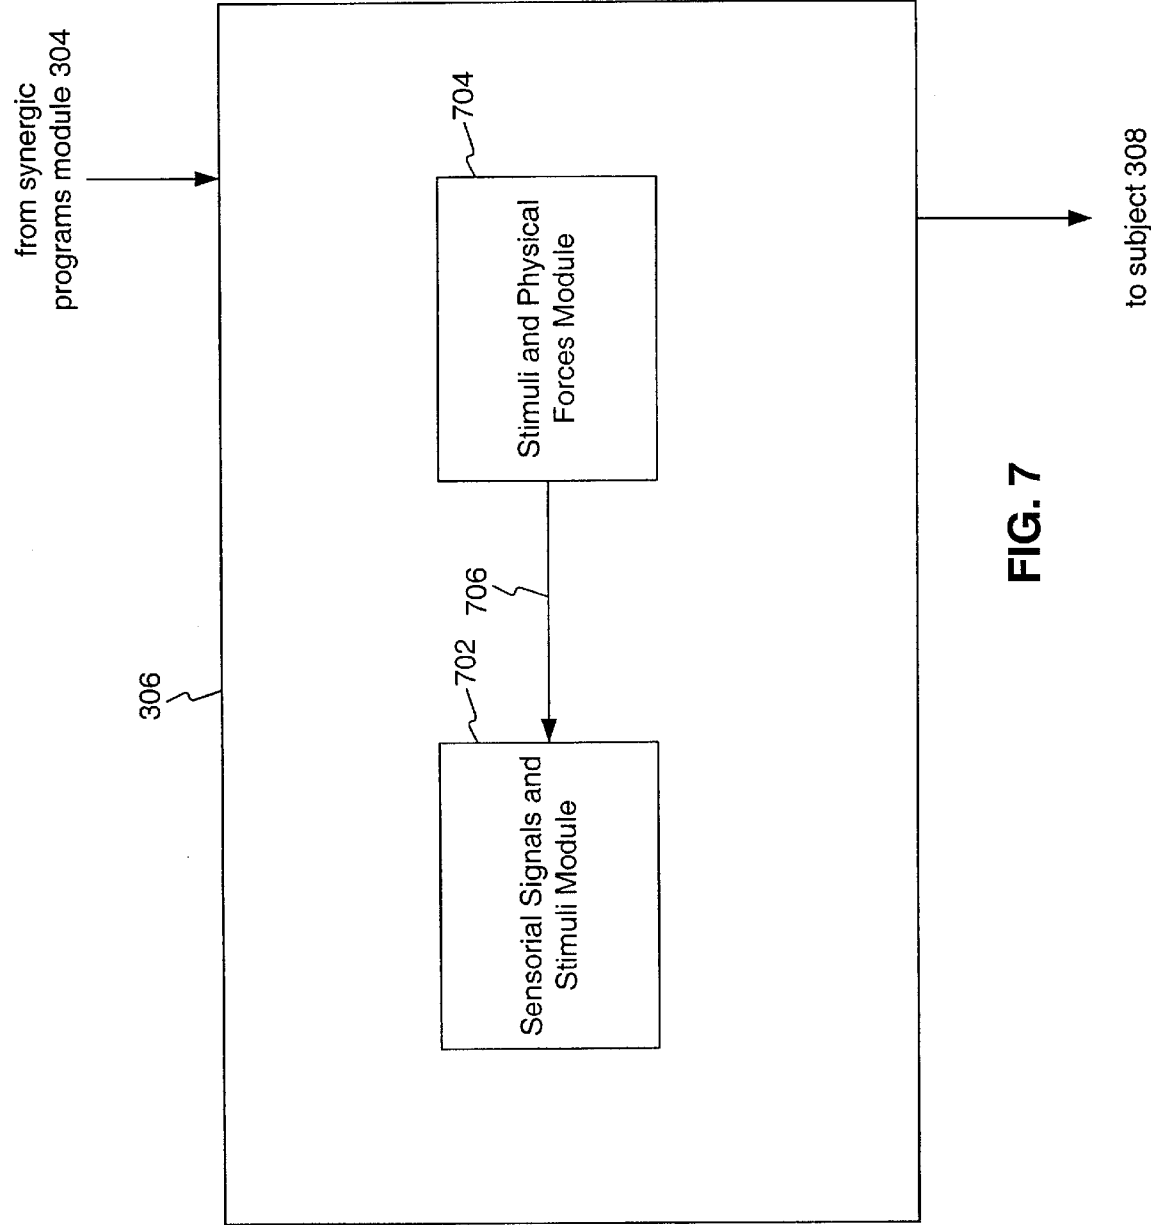 from synergic
programs module 304
306
702
Sensorial Signals and
Stimuli Module
706
704
Stimuli and Physical
Forces Module
to subject 308
FIG. 7